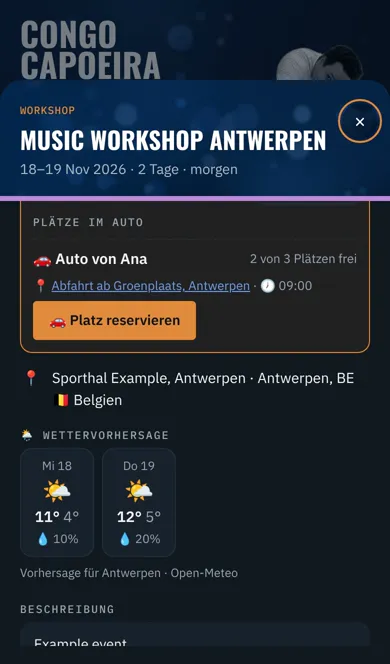 CONGO
CAPOEIRA
WORKSHOP
MUSIC WORKSHOP ANTWERPEN
18–19 Nov 2026 · 2 Tage · morgen
PLÄTZE IM AUTO
🚗 Auto von Ana 2 von 3 Plätzen frei
📍 Abfahrt ab Groenplaats, Antwerpen · 🕖 09:00
🚗 Platz reservieren
📍 Sporthal Example, Antwerpen · Antwerpen, BE
🇧🇪 Belgien
🌦 WETTERVORHERSAGE
Mi 18 Do 19
11° 4° 12° 5°
💧 10% 💧 20%
Vorhersage für Antwerpen · Open-Meteo
BESCHREIBUNG
Example event